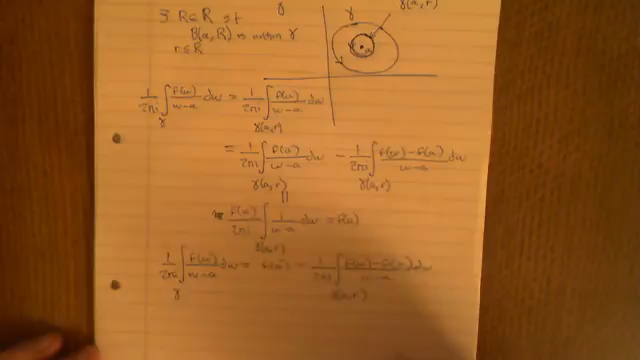 ∃ R∈ℝ s.t
γ
γ
γ(a,r)
B(a,R) is within γ
r≤R
a
1/2πi ∫_γ f(w)/(w-a) dw = 1/2πi ∫_γ(a,r) f(w)/(w-a) dw
= 1/2πi ∫_γ(a,r) f(a)/(w-a) dw - 1/2πi ∫_γ(a,r) (f(w)-f(a))/(w-a) dw
||
f(a)/2πi ∫_γ(a,r) 1/(w-a) dw = f(a)
1/2πi ∫_γ f(w)/(w-a) dw = f(a) - 1/2πi ∫_γ(a,r) (f(w)-f(a))/(w-a) dw